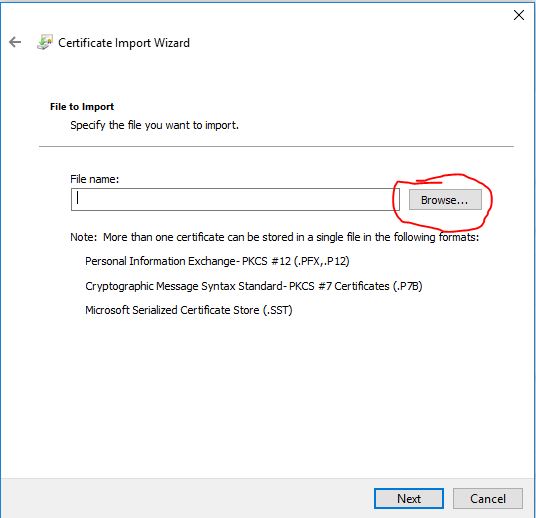 Certificate Import Wizard
File to Import
Specify the file you want to import.
File name:
Browse...
Note: More than one certificate can be stored in a single file in the following formats:
Personal Information Exchange- PKCS #12 (.PFX,.P12)
Cryptographic Message Syntax Standard- PKCS #7 Certificates (.P7B)
Microsoft Serialized Certificate Store (.SST)
Next
Cancel